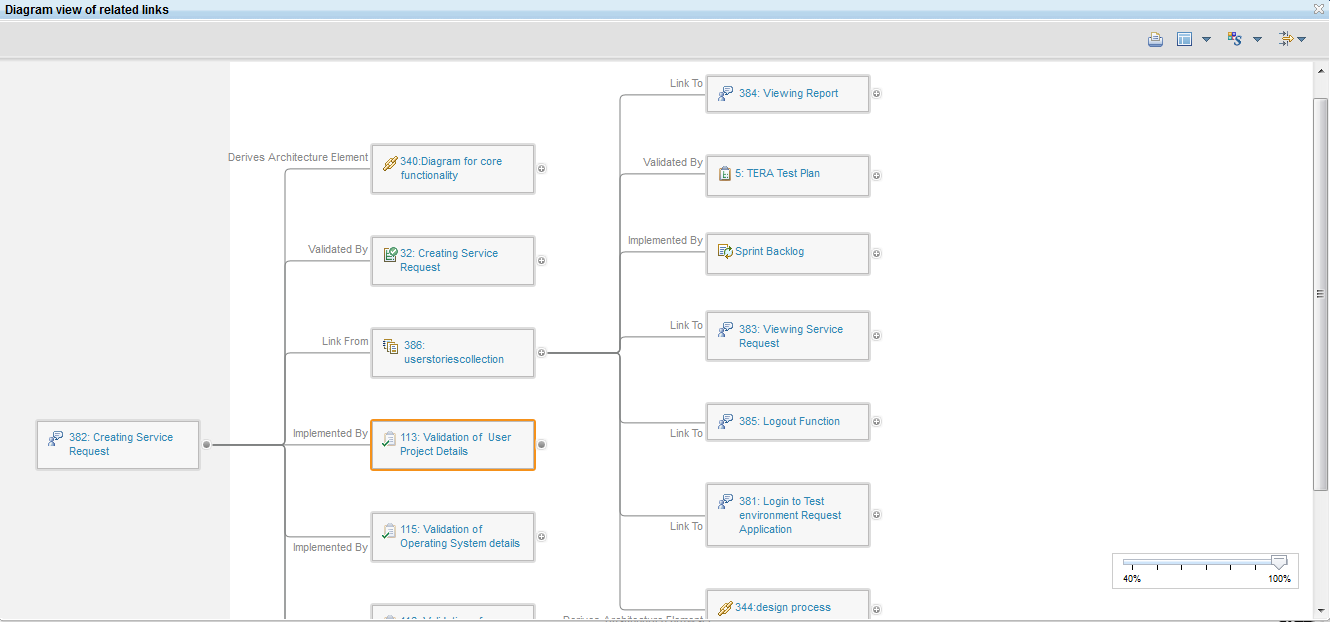 Diagram view of related links
382: Creating Service
Request
Derives Architecture Element
340:Diagram for core
functionality
Validated By
32: Creating Service
Request
Link From
386:
userstoriescollection
Implemented By
113: Validation of  User
Project Details
Implemented By
115: Validation of
Operating System details
Link To
384: Viewing Report
Validated By
5: TERA Test Plan
Implemented By
Sprint Backlog
Link To
383: Viewing Service
Request
Link To
385: Logout Function
Link To
381: Login to Test
environment Request
Application
Derives Architecture Element
344:design process
40%
100%